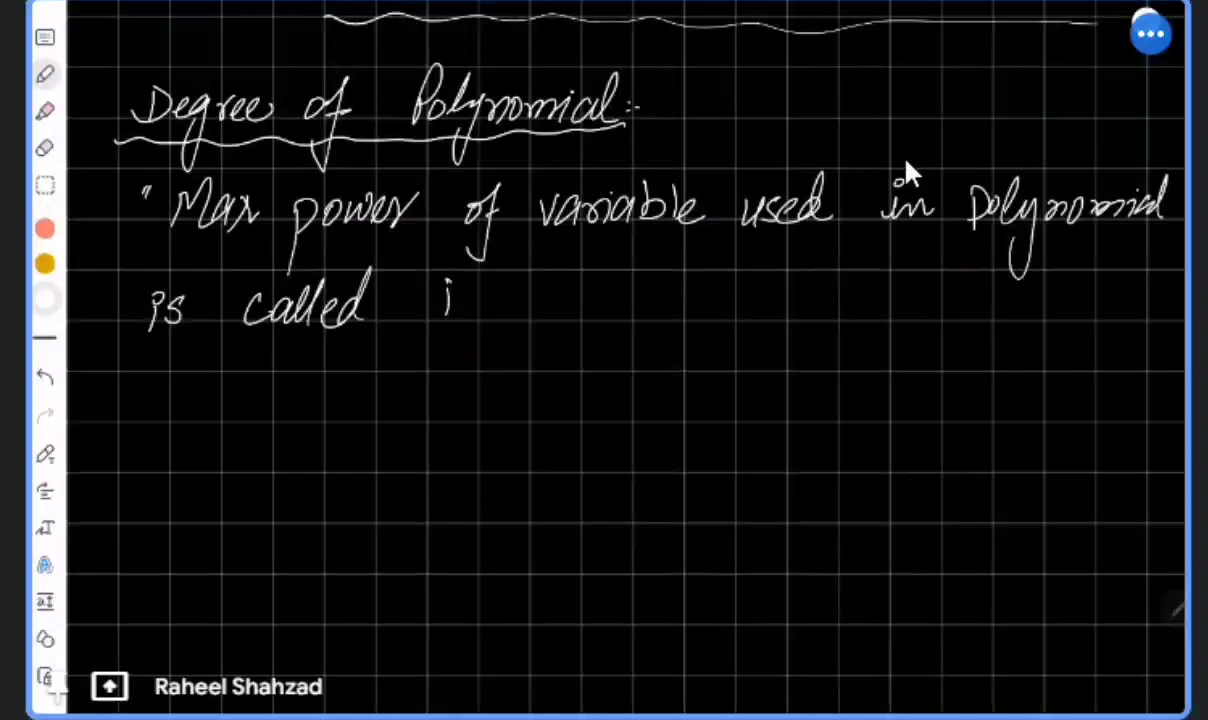 Degree of Polynomial :-
" Max power of variable used in polynomial
is called i
Raheel Shahzad